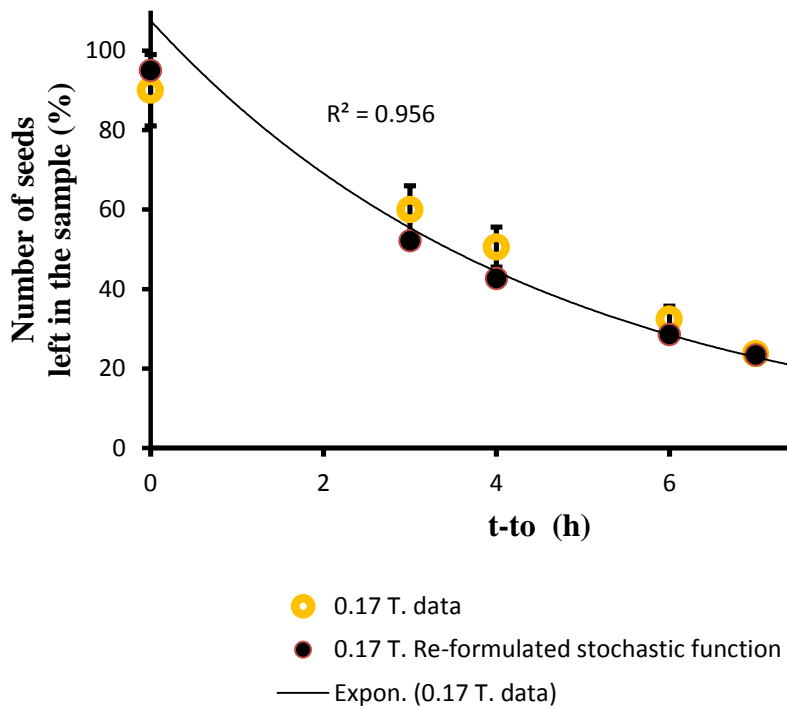 100
80
60
40
20
0
0 2 4 6
Number of seeds
left in the sample (%)
R² = 0.956
t-to (h)
0.17 T. data
0.17 T. Re-formulated stochastic function
Expon. (0.17 T. data)